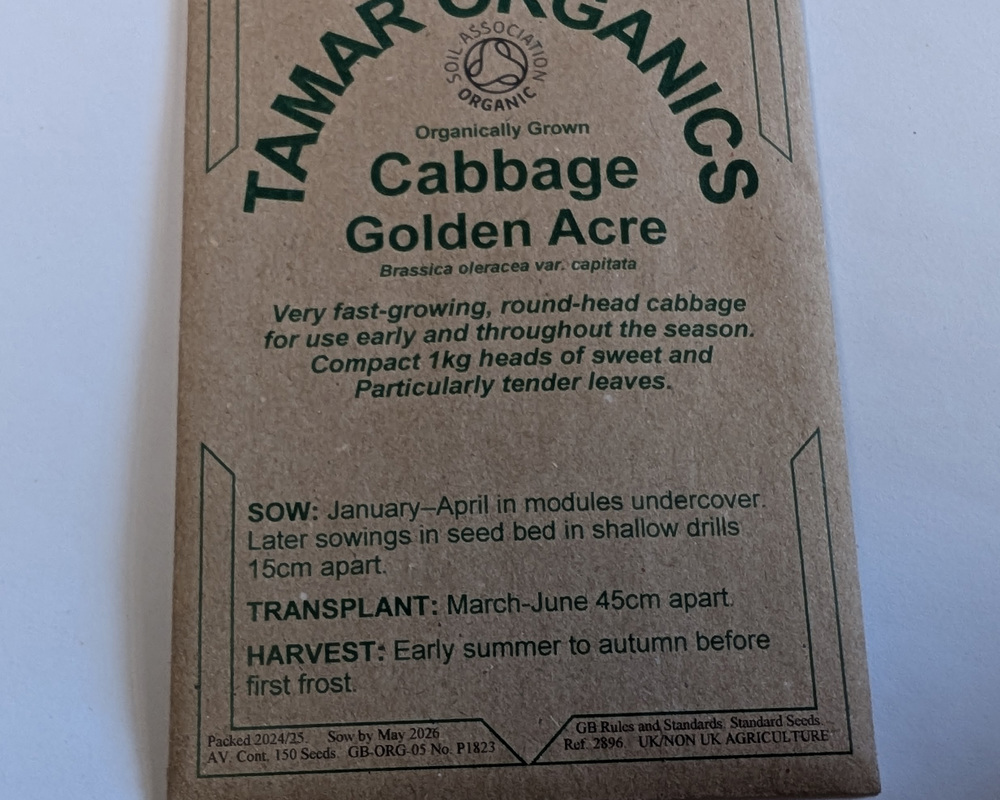 TAMAR ORGANICS
SOIL ASSOCIATION
ORGANIC
Organically Grown
Cabbage
Golden Acre
Brassica oleracea var. capitata
Very fast-growing, round-head cabbage
for use early and throughout the season.
Compact 1kg heads of sweet and
Particularly tender leaves.
SOW: January–April in modules undercover.
Later sowings in seed bed in shallow drills
15cm apart.
TRANSPLANT: March-June 45cm apart.
HARVEST: Early summer to autumn before
first frost.
Packed 2024/25. Sow by May 2026
AV. Cont. 150 Seeds. GB-ORG-05 No. P1823
GB Rules and Standards. Standard Seeds.
Ref. 2896. UK/NON UK AGRICULTURE